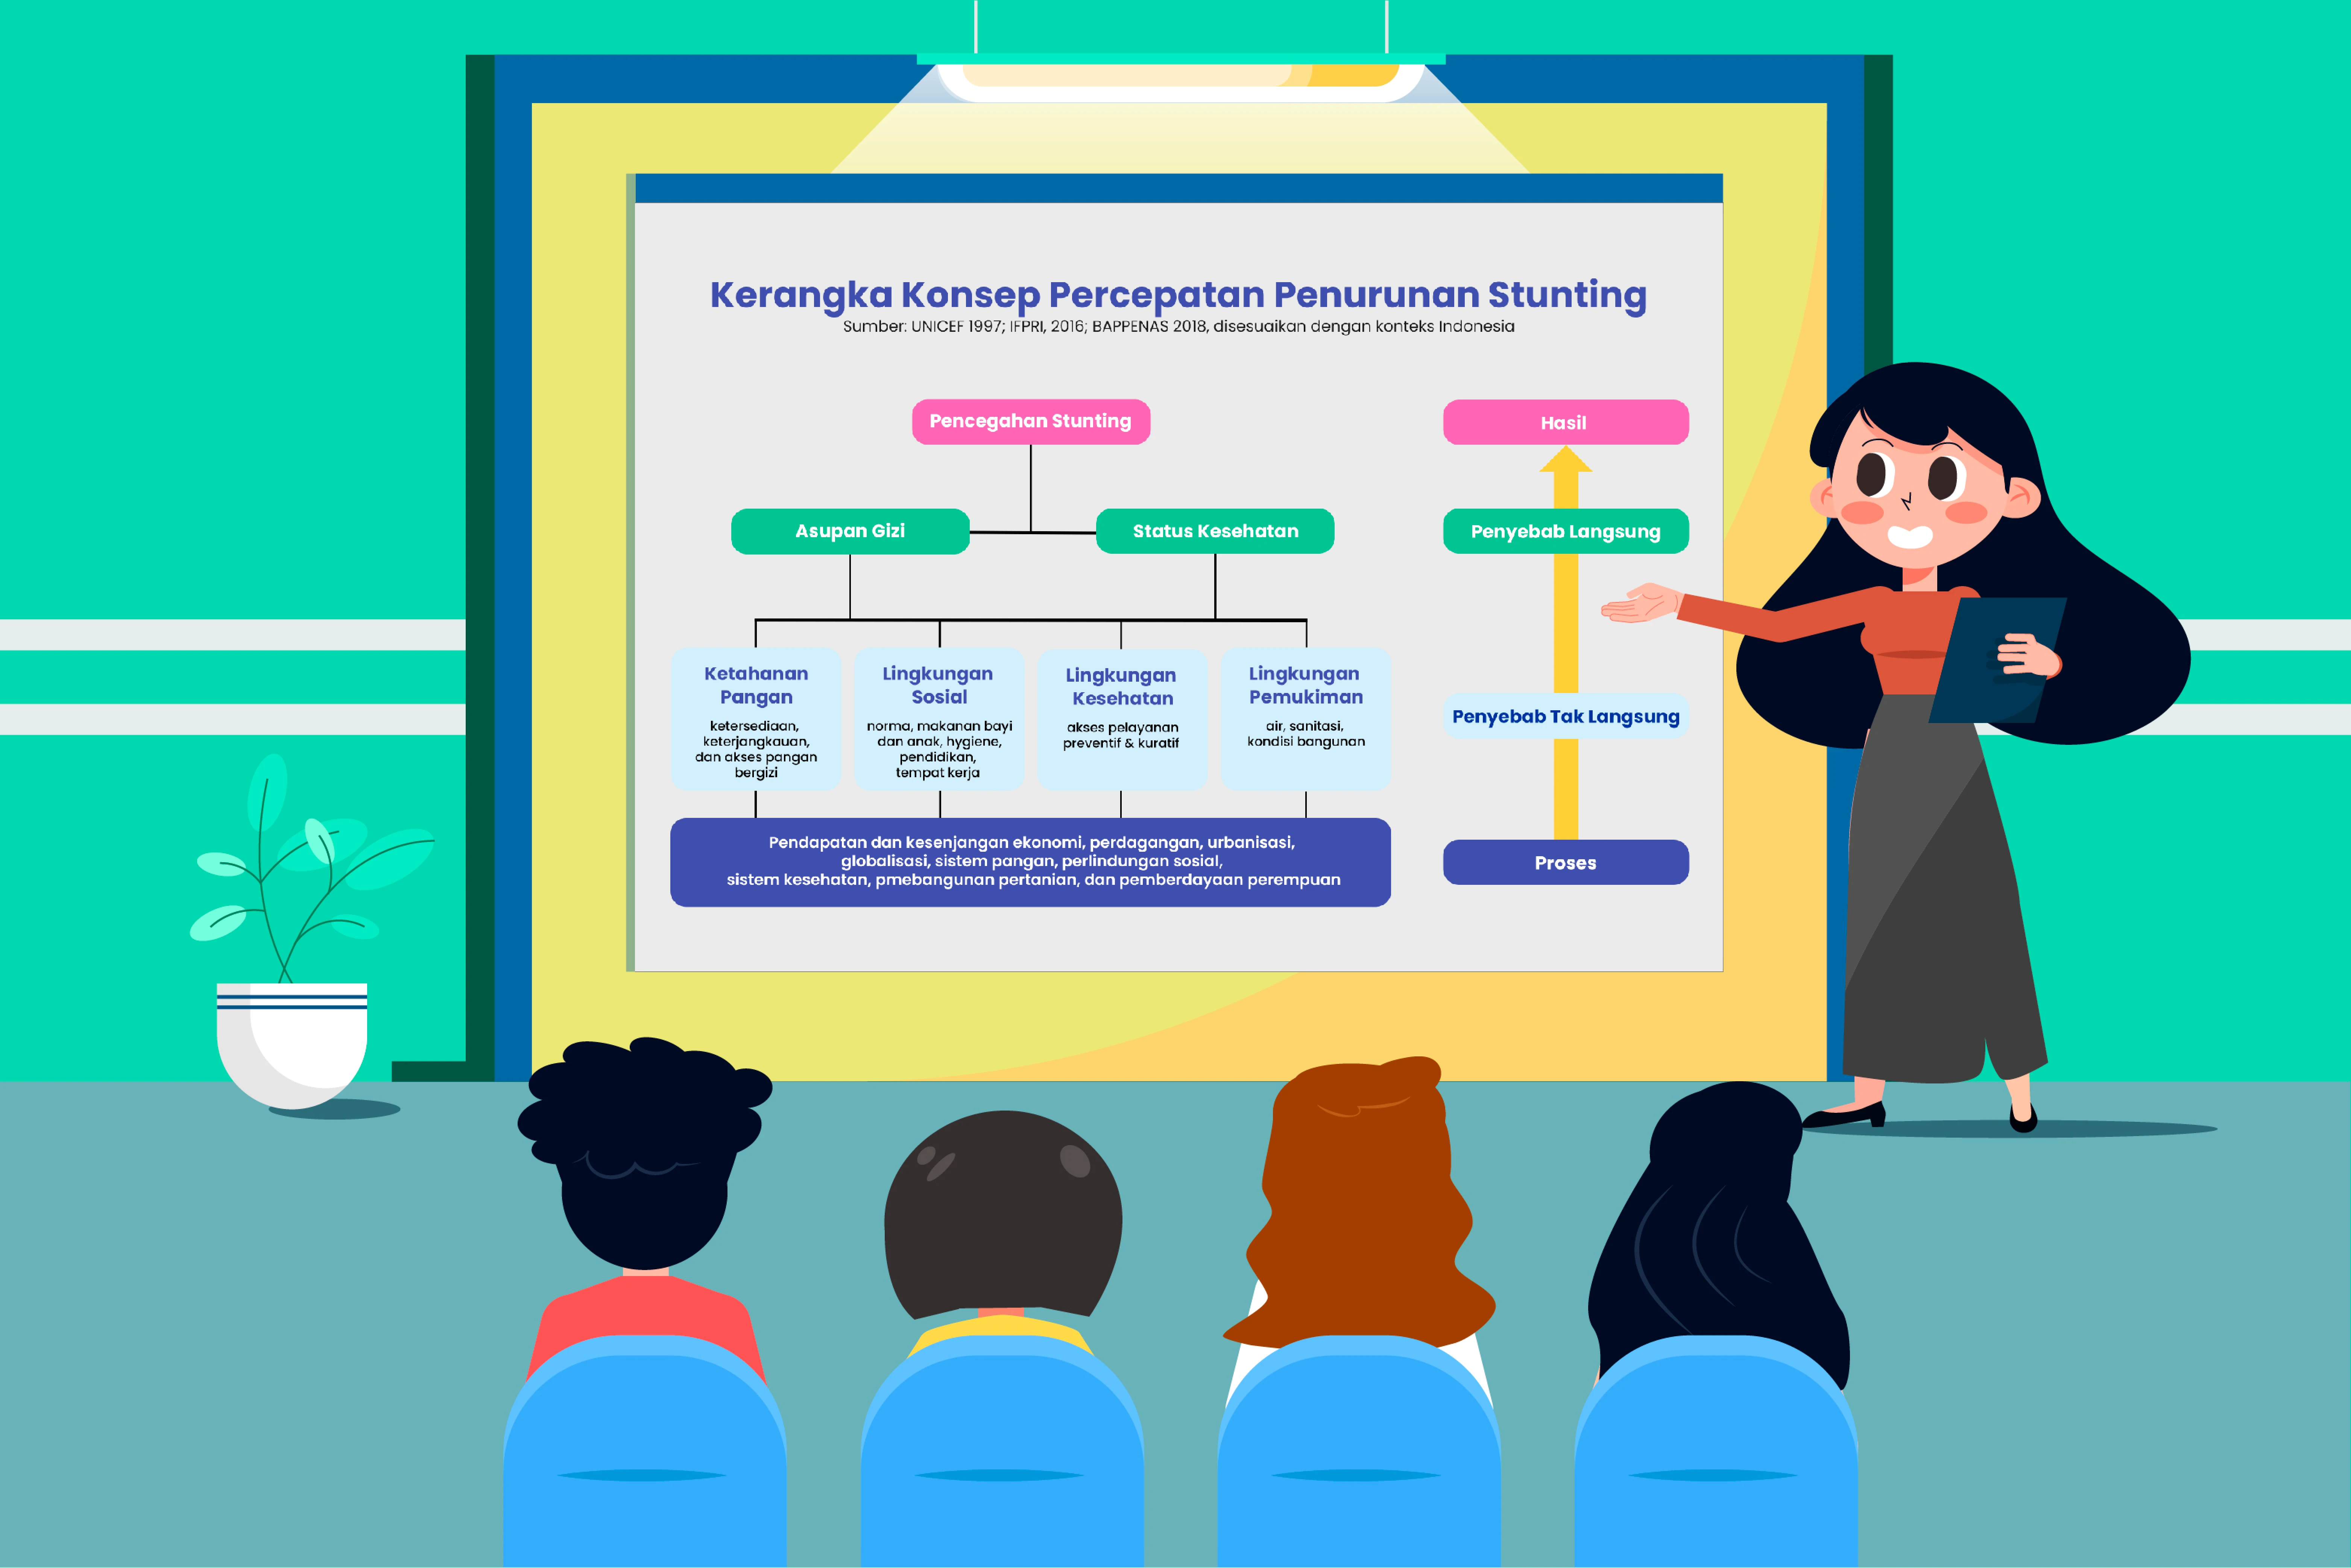 Kerangka Konsep Percepatan Penurunan Stunting
Sumber: UNICEF 1997; IFPRI, 2016; BAPPENAS 2018, disesuaikan dengan konteks Indonesia
Pencegahan Stunting
Hasil
Asupan Gizi
Status Kesehatan
Penyebab Langsung
Ketahanan
Pangan
ketersediaan,
keterjangkauan,
dan akses pangan
bergizi
Lingkungan
Sosial
norma, makanan bayi
dan anak, hygiene,
pendidikan,
tempat kerja
Lingkungan
Kesehatan
akses pelayanan
preventif & kuratif
Lingkungan
Pemukiman
air, sanitasi,
kondisi bangunan
Penyebab Tak Langsung
Pendapatan dan kesenjangan ekonomi, perdagangan, urbanisasi,
globalisasi, sistem pangan, perlindungan sosial,
sistem kesehatan, pmebangunan pertanian, dan pemberdayaan perempuan
Proses